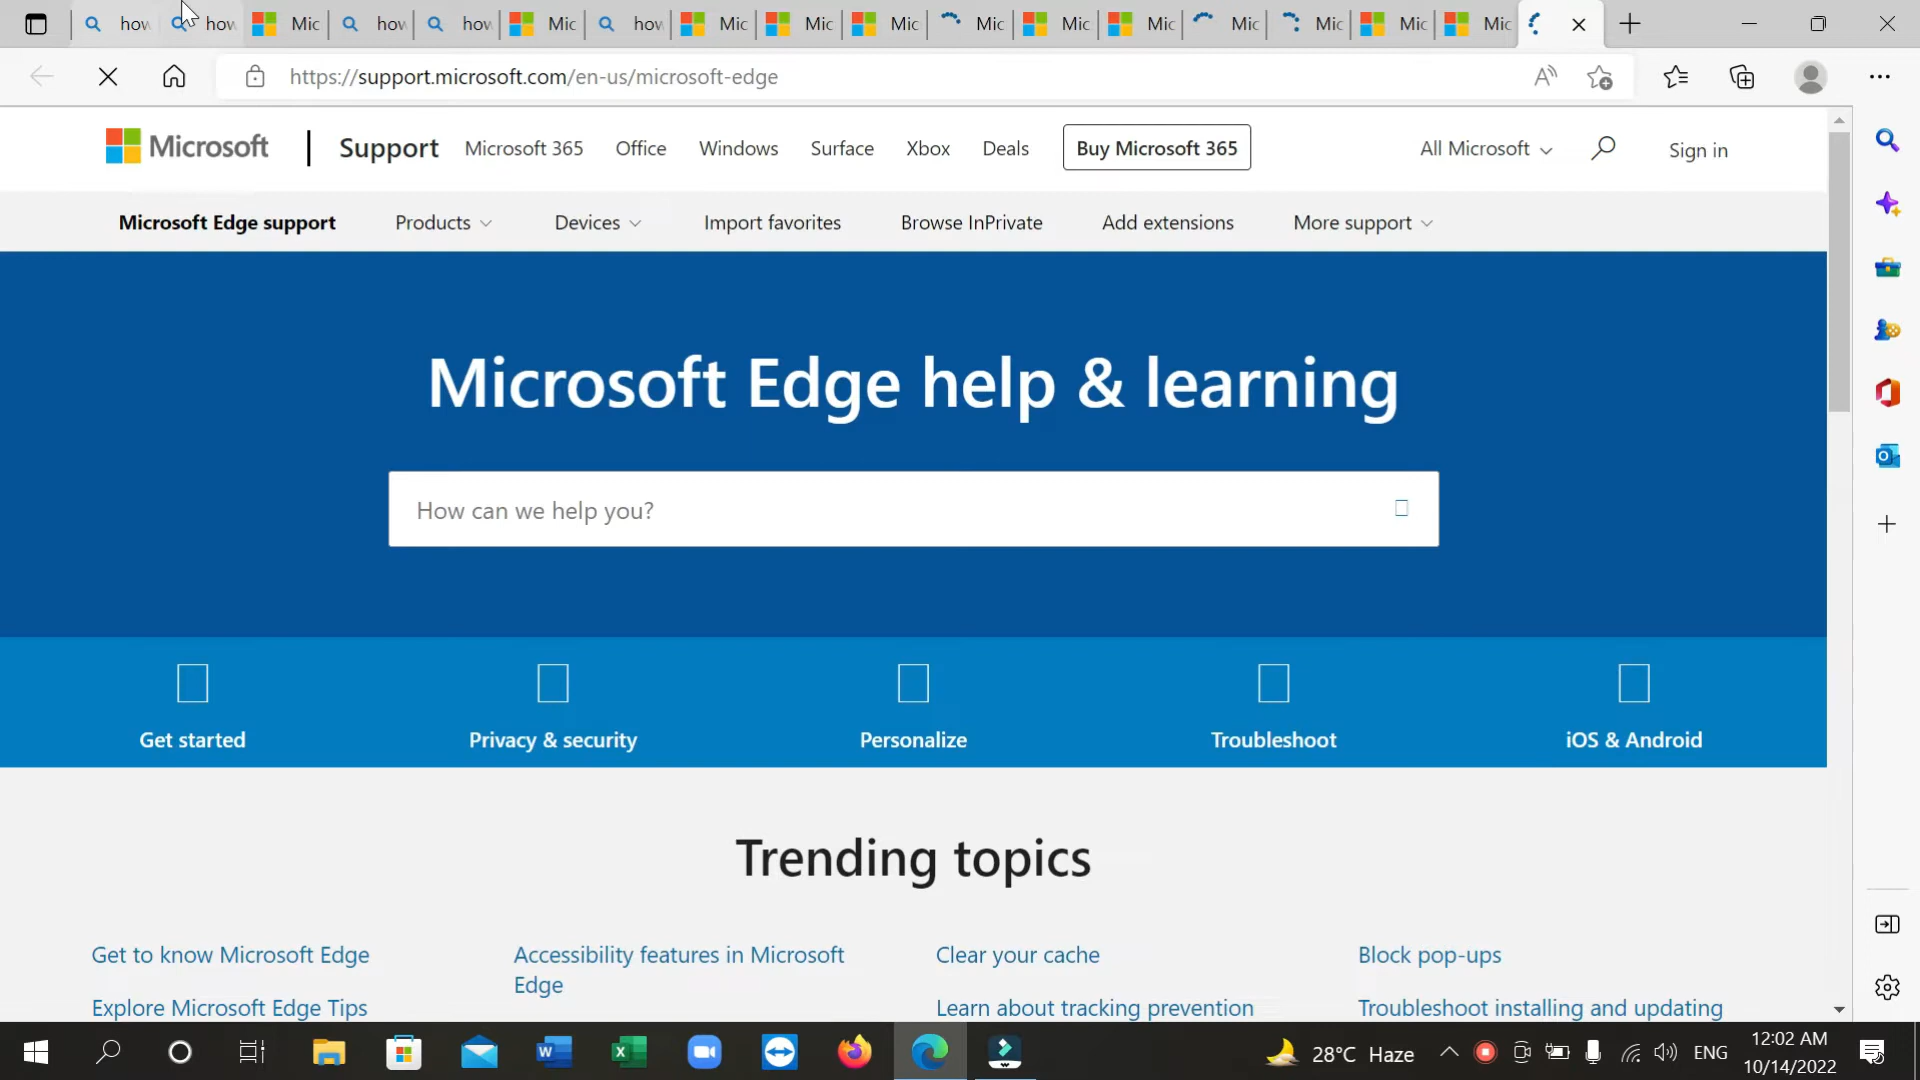 how
how
Mic
how
how
Mic
how
Mic
Mic
Mic
Mic
Mic
Mic
Mic
Mic
Mic
Mic
https://support.microsoft.com/en-us/microsoft-edge
Microsoft
Support
Microsoft 365
Office
Windows
Surface
Xbox
Deals
Buy Microsoft 365
All Microsoft
Sign in
Microsoft Edge support
Products
Devices
Import favorites
Browse InPrivate
Add extensions
More support
Microsoft Edge help & learning
How can we help you?
Get started
Privacy & security
Personalize
Troubleshoot
iOS & Android
Trending topics
Get to know Microsoft Edge
Accessibility features in Microsoft
Edge
Clear your cache
Block pop-ups
Explore Microsoft Edge Tips
Learn about tracking prevention
Troubleshoot installing and updating
28°C Haze
ENG
12:02 AM
10/14/2022